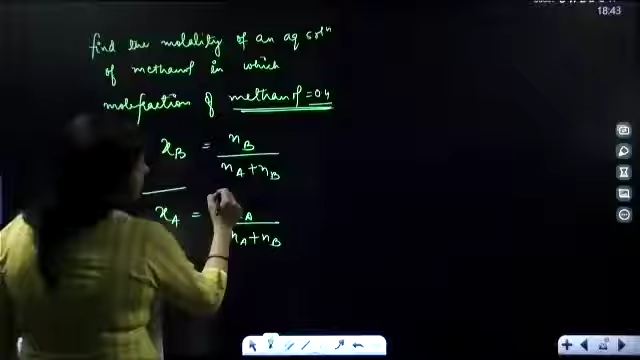 18:43
find the molality of an aq soln
of methanol in which
molefraction of methanol = 0.4
xB = nB / nA + nB
xA = nA / nA + nB